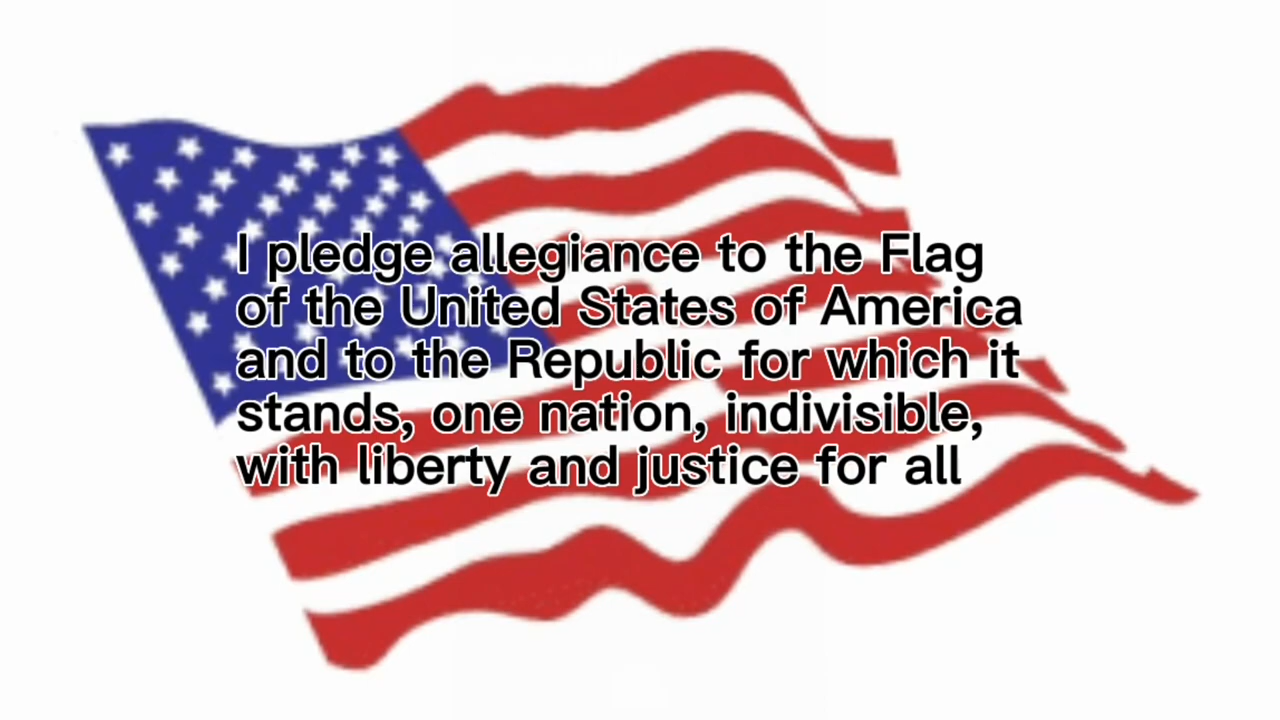 I pledge allegiance to the Flag
of the United States of America
and to the Republic for which it
stands, one nation, indivisible,
with liberty and justice for all